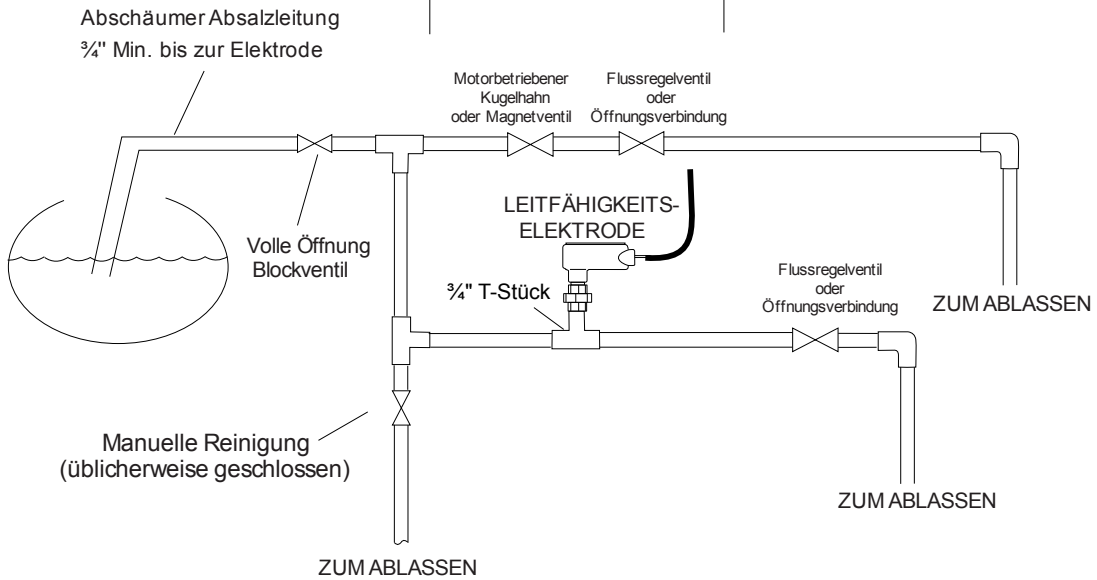 Abschäumer Absalzleitung
¾" Min. bis zur Elektrode
Motorbetriebener
Kugelhahn
oder Magnetventil
Flussregelventil
oder
Öffnungsverbindung
LEITFÄHIGKEITS-
ELEKTRODE
Volle Öffnung
Blockventil
¾" T-Stück
Flussregelventil
oder
Öffnungsverbindung
ZUM ABLASSEN
Manuelle Reinigung
(üblicherweise geschlossen)
ZUM ABLASSEN
ZUM ABLASSEN